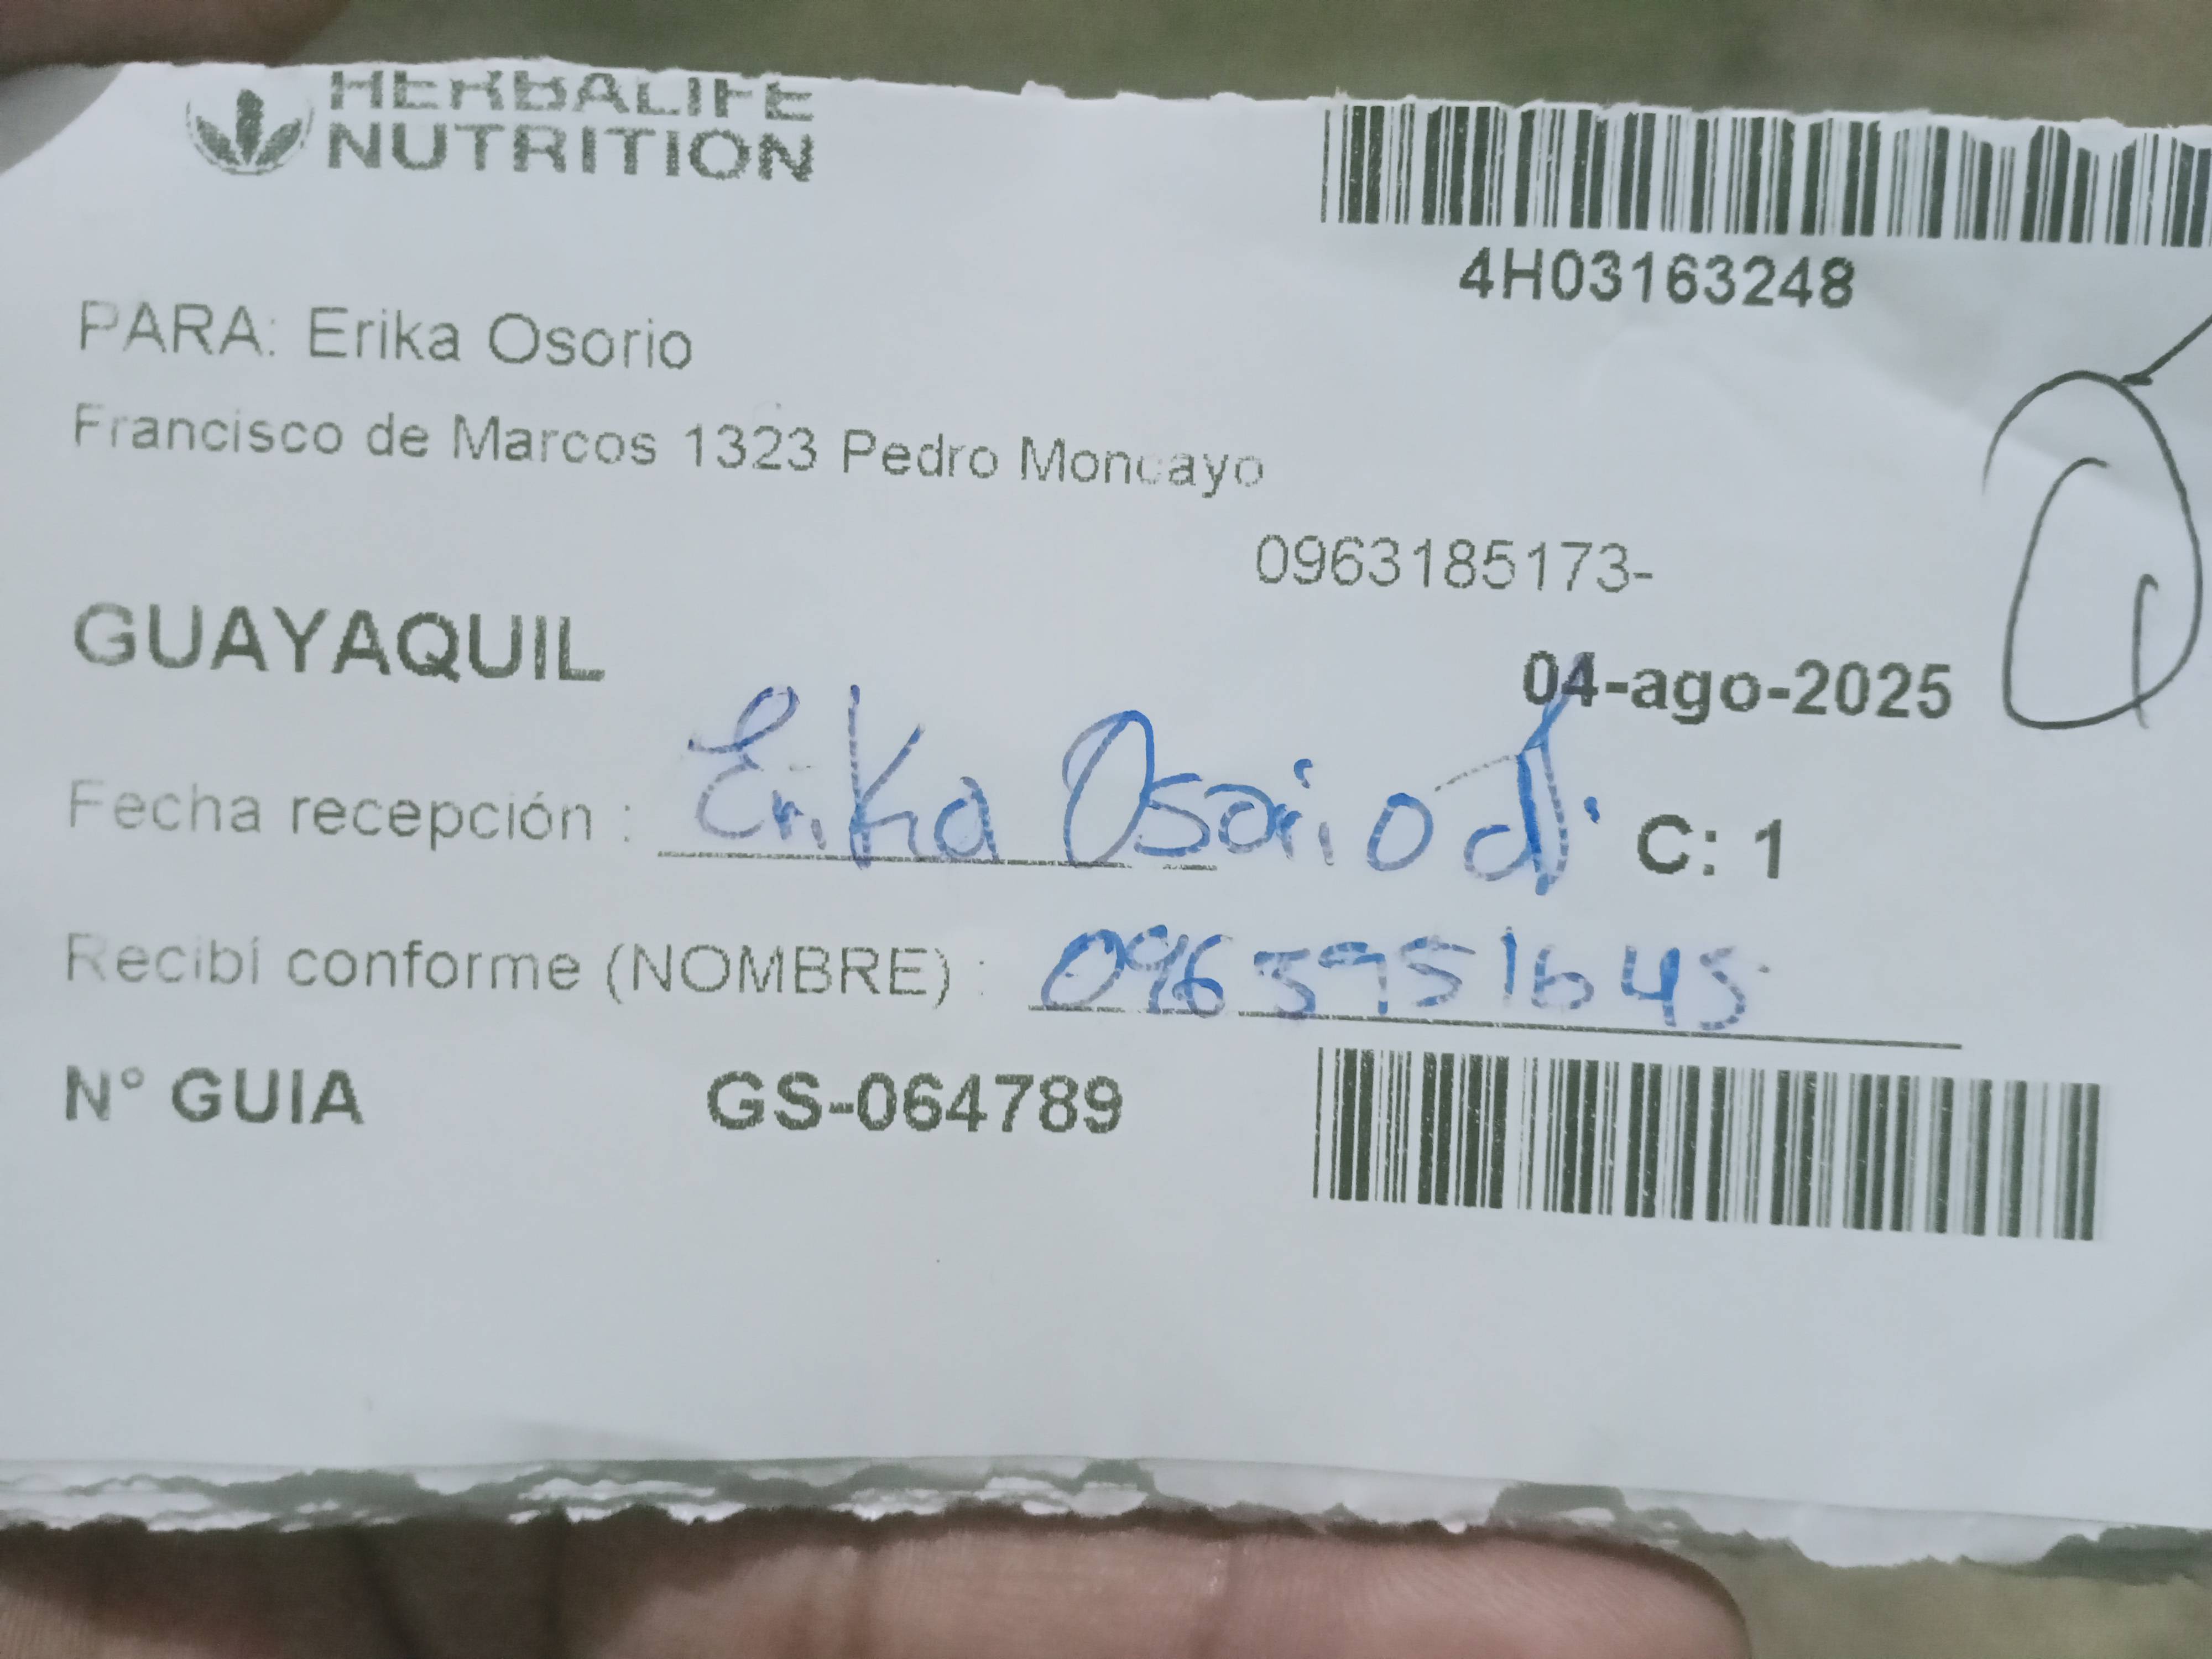 HERBALIFE
NUTRITION
4H03163248
PARA: Erika Osorio
Francisco de Marcos 1323 Pedro Moncayo
0963185173-
GUAYAQUIL
04-ago-2025
Fecha recepción : Erika Osorio d.
C: 1
Recibí conforme (NOMBRE) : 0963951645
N° GUIA GS-064789